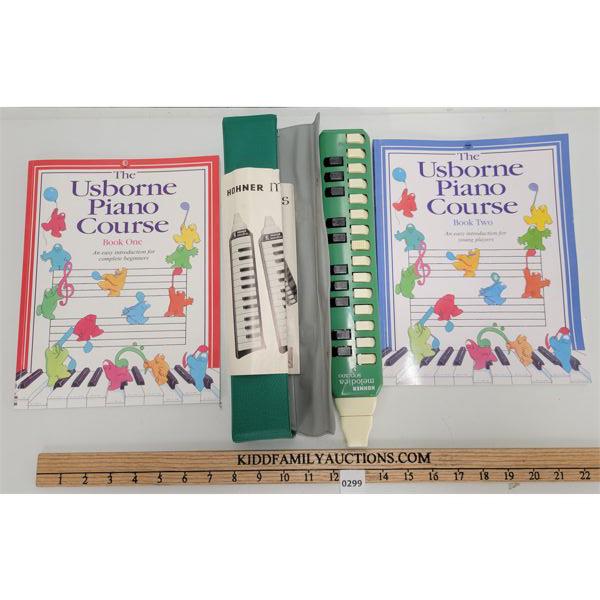 The
Usborne
Piano
Course
Book One
An easy introduction for
complete beginners
HOHNER
HOHNER
melodica
soprano
The
Usborne
Piano
Course
Book Two
An easy introduction for
young players
KIDDFAMILYAUCTIONS.COM
1 2 3 4 5 6 7 8 9 10 11 12 14 15 16 17 18 19 20 21 22
0299